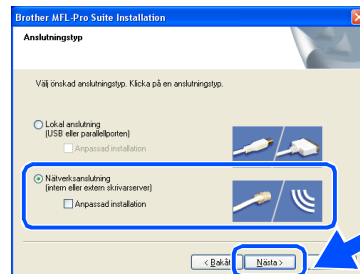 Brother MFL-Pro Suite Installation
Anslutningstyp
Välj önskad anslutningstyp. Klicka på en anslutningstyp.
Lokal anslutning
(USB eller parallellporten)
Anpassad installation
Nätverksanslutning
(intern eller extern skrivarserver)
Anpassad installation
< Bakåt
Nästa >